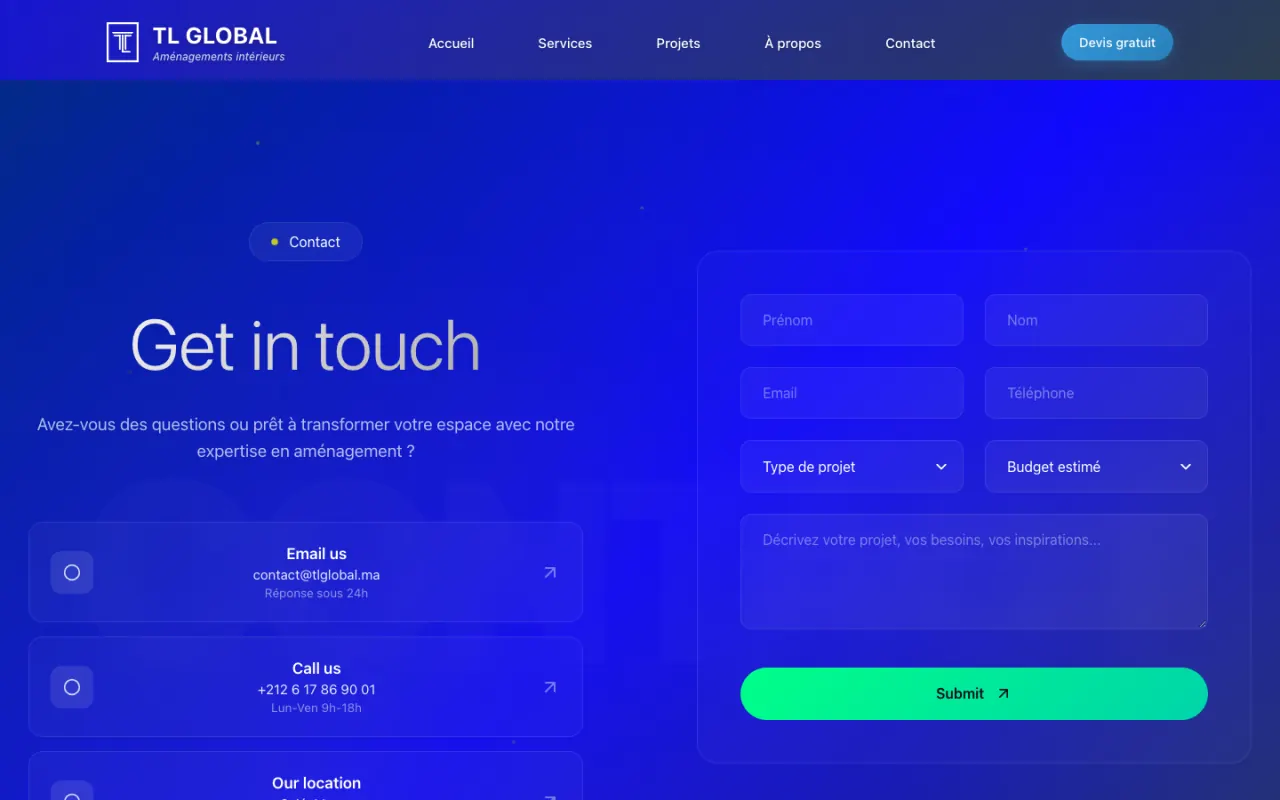 TL GLOBAL
Aménagements intérieurs
Accueil
Services
Projets
À propos
Contact
Devis gratuit
Contact
Get in touch
Avez-vous des questions ou prêt à transformer votre espace avec notre
expertise en aménagement ?
Email us
contact@tlglobal.ma
Réponse sous 24h
Call us
+212 6 17 86 90 01
Lun-Ven 9h-18h
Our location
Prénom
Nom
Email
Téléphone
Type de projet
Budget estimé
Décrivez votre projet, vos besoins, vos inspirations...
Submit